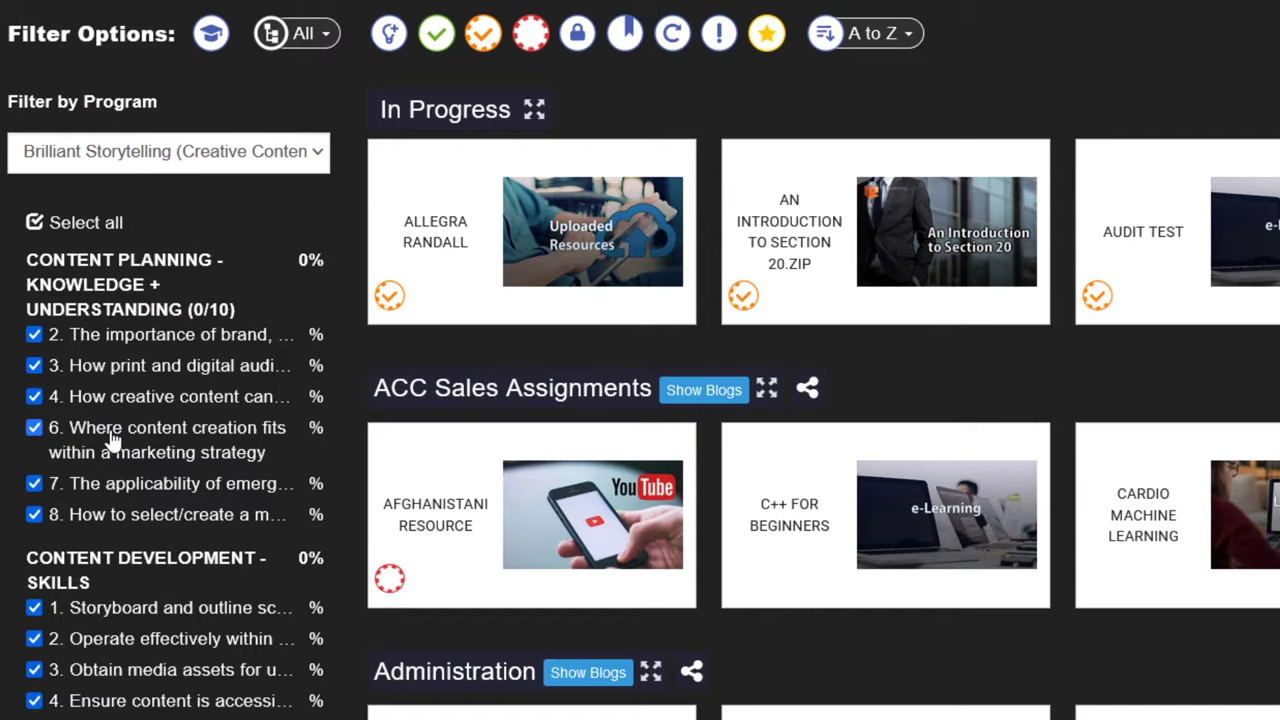 Filter Options:
All
A to Z
Filter by Program
Brilliant Storytelling (Creative Conten
Select all
CONTENT PLANNING - 0%
KNOWLEDGE +
UNDERSTANDING (0/10)
2. The importance of brand, ... %
3. How print and digital audi... %
4. How creative content can... %
6. Where content creation fits %
within a marketing strategy
7. The applicability of emerg... %
8. How to select/create a m... %
CONTENT DEVELOPMENT - 0%
SKILLS
1. Storyboard and outline sc... %
2. Operate effectively within ... %
3. Obtain media assets for u... %
4. Ensure content is accessi... %
In Progress
ALLEGRA
RANDALL
Uploaded
Resources
AN
INTRODUCTION
TO SECTION
20.ZIP
An Introduction
to Section 20
AUDIT TEST
e-
ACC Sales Assignments Show Blogs
AFGHANISTANI
RESOURCE
YouTube
C++ FOR
BEGINNERS
e-Learning
CARDIO
MACHINE
LEARNING
Administration Show Blogs